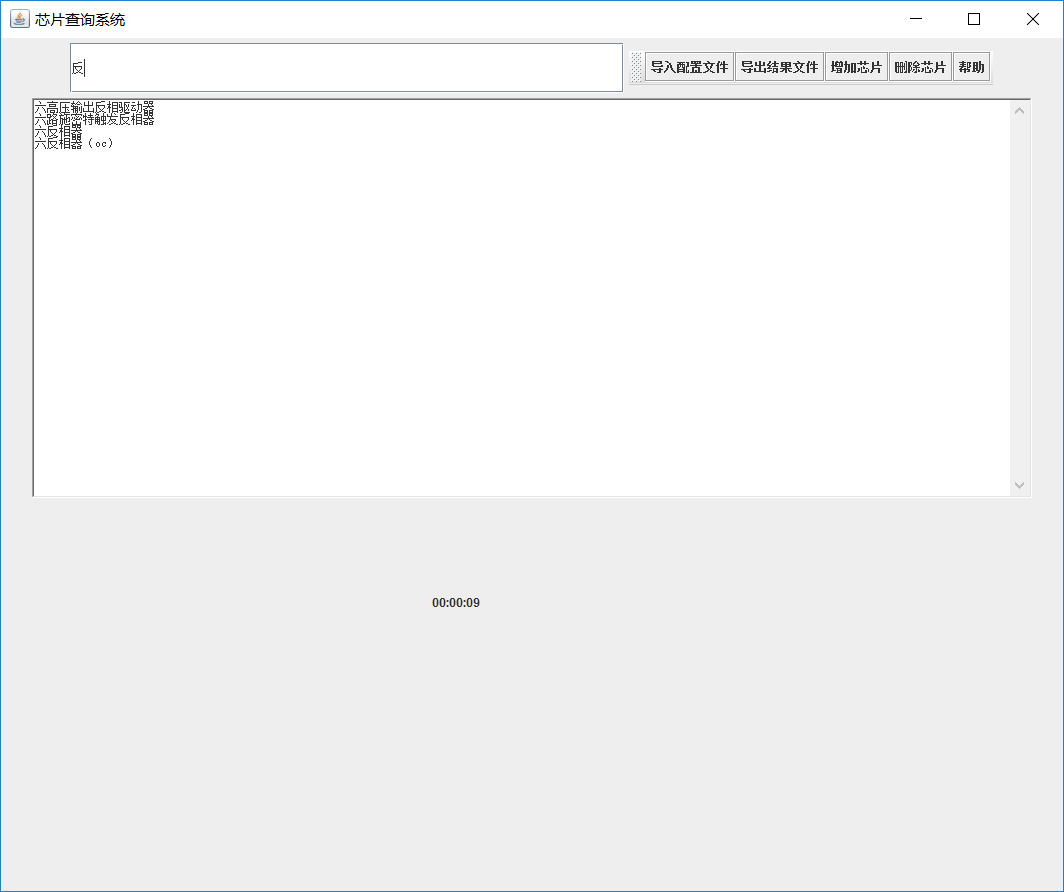 芯片查询系统
反
导入配置文件 导出结果文件 增加芯片 删除芯片 帮助
六高压输出反相驱动器
六路施密特触发反相器
六反相器
六反相器（oc）
00:00:09